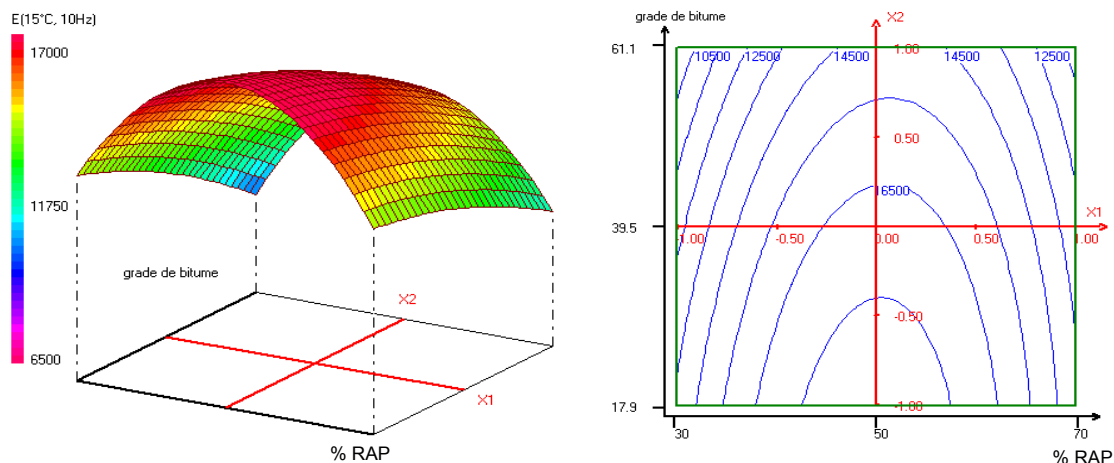 E(15°C, 10Hz)
17000
11750
6500
grade de bitume
X2
X1
% RAP
grade de bitume
X2
61.1
10500 12500 14500 1.00 14500 12500
0.50
16500
X1
39.5
-1.00 -0.50 0.00 0.50 1.00
-0.50
17.9
-1.00
30 50 70
% RAP